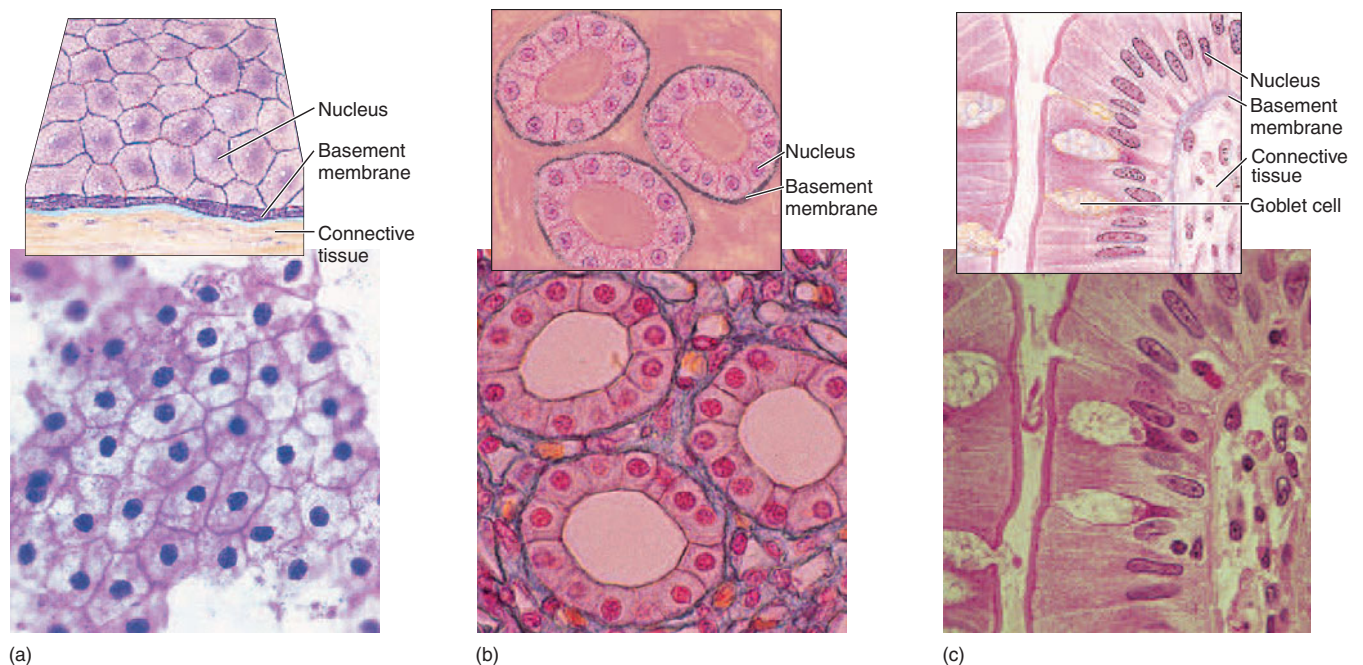 Nucleus
Basement
membrane
Connective
tissue
Nucleus
Basement
membrane
Nucleus
Basement
membrane
Connective
tissue
Goblet cell
(a)
(b)
(c)